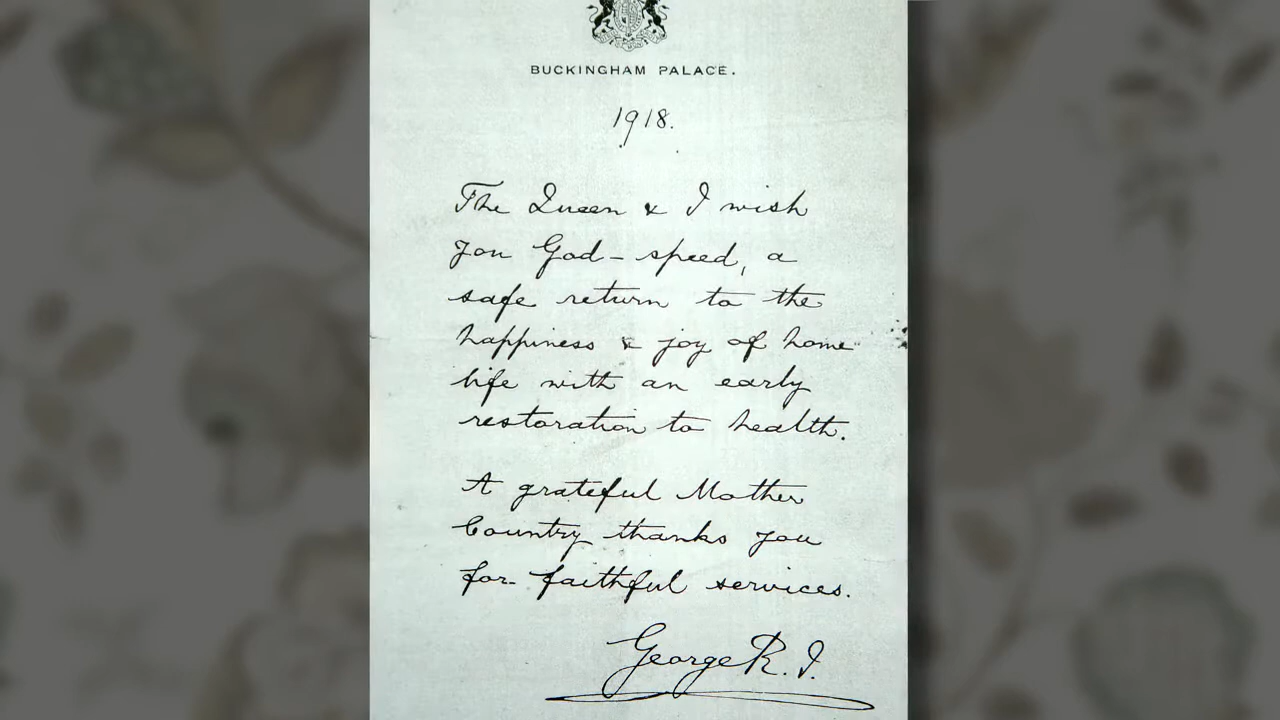 BUCKINGHAM PALACE.
1918.
The Queen & I wish
you God-speed, a
safe return to the
happiness & joy of home
life with an early
restoration to health.
A grateful Mother
Country thanks you
for faithful services.
George R.I.